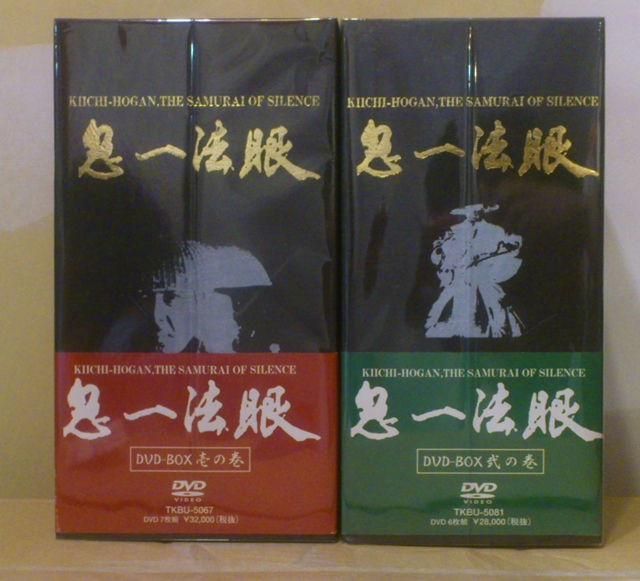 KIICHI-HOGAN,THE SAMURAI OF SILENCE
鬼一法眼
KIICHI-HOGAN,THE SAMURAI OF SILENCE
鬼一法眼
DVD-BOX 壱の巻
DVD
VIDEO
TKBU-5067
DVD 7枚組 ¥32,000(税抜)
KIICHI-HOGAN,THE SAMURAI OF SILENCE
鬼一法眼
KIICHI-HOGAN,THE SAMURAI OF SILENCE
鬼一法眼
DVD-BOX 弐の巻
DVD
VIDEO
TKBU-5081
DVD 6枚組 ¥28,000(税抜)